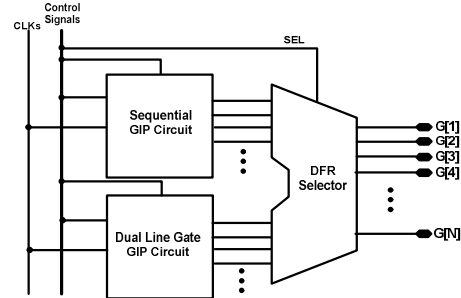 Control
Signals
CLKs
SEL
Sequential
GIP Circuit
DFR
Selector
G[1]
G[2]
G[3]
G[4]
G[N]
Dual Line Gate
GIP Circuit